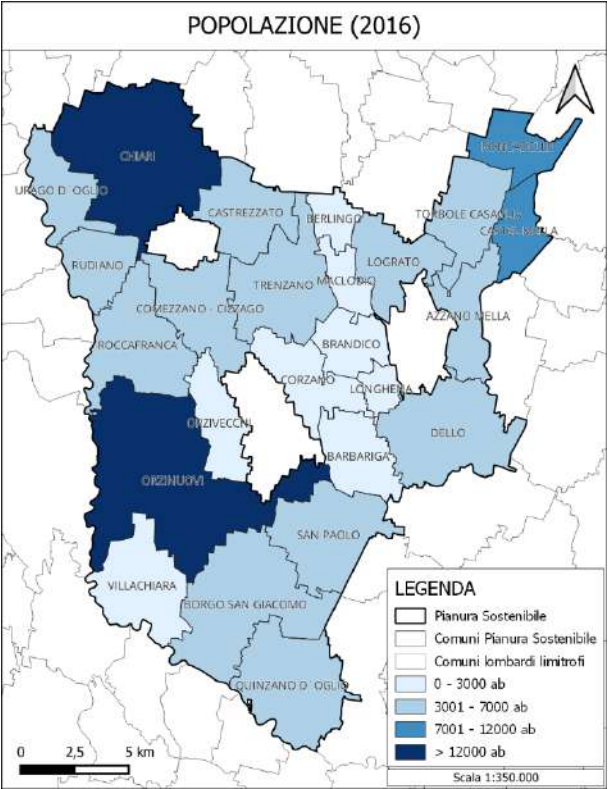 POPOLAZIONE (2016)
CHIARI
RONCADELLE
URAGO D´OGLIO
CASTREZZATO
BERLINGO
TORBOLE CASAGLIA
CASTEL MELLA
RUDIANO
TRENZANO
MACLODIO
LOGRATO
COMEZZANO - CIZZAGO
AZZANO MELLA
ROCCAFRANCA
BRANDICO
CORZANO
LONGHENA
ORZIVECCHI
DELLO
BARBARIGA
ORZINUOVI
SAN PAOLO
VILLACHIARA
BORGO SAN GIACOMO
QUINZANO D´OGLIO
LEGENDA
Pianura Sostenibile
Comuni Pianura Sostenibile
Comuni lombardi limitrofi
0 - 3000 ab
3001 - 7000 ab
7001 - 12000 ab
> 12000 ab
0 2,5 5 km
Scala 1:350.000